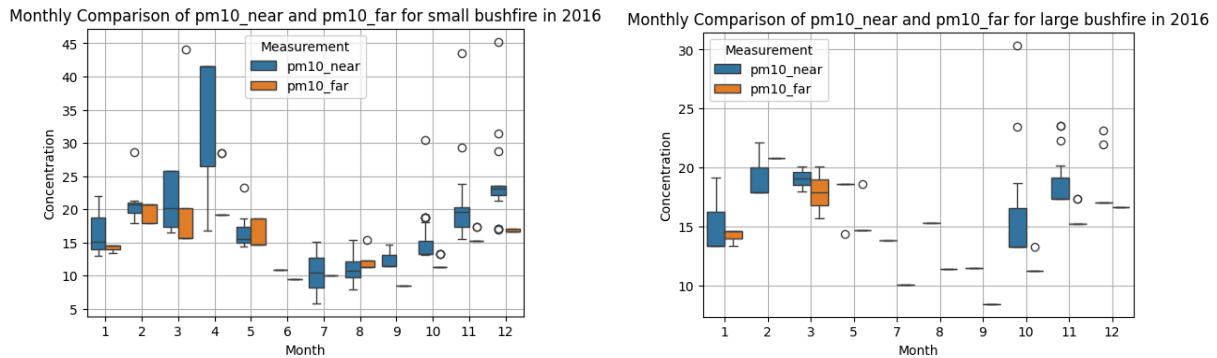 Monthly Comparison of pm10_near and pm10_far for small bushfire in 2016
45
40
35
30
25
20
15
10
5
Concentration
Measurement
pm10_near
pm10_far
1 2 3 4 5 6 7 8 9 10 11 12
Month
Monthly Comparison of pm10_near and pm10_far for large bushfire in 2016
30
25
20
15
10
Concentration
Measurement
pm10_near
pm10_far
1 2 3 5 7 8 9 10 11 12
Month